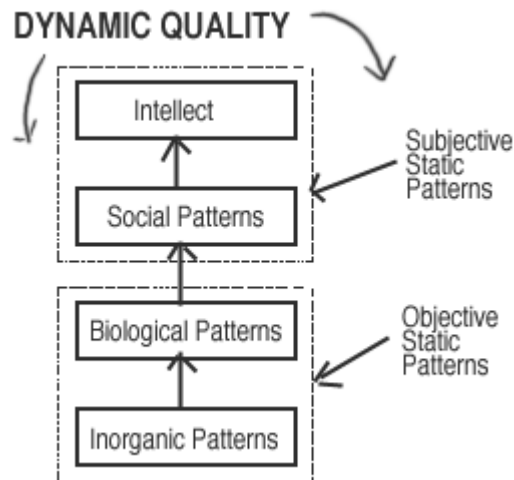 DYNAMIC QUALITY
Intellect
Subjective
Static
Patterns
Social Patterns
Biological Patterns
Objective
Static
Patterns
Inorganic Patterns